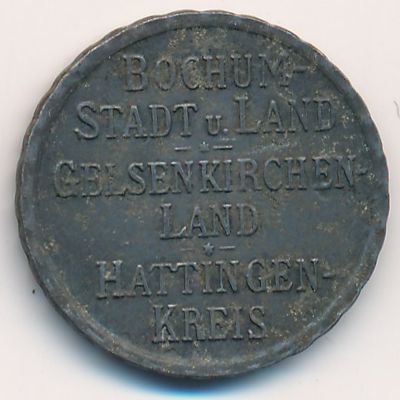 BOCHUM-
STADT u. LAND
GELSENKIRCHEN-
LAND
HATTINGEN-
KREIS